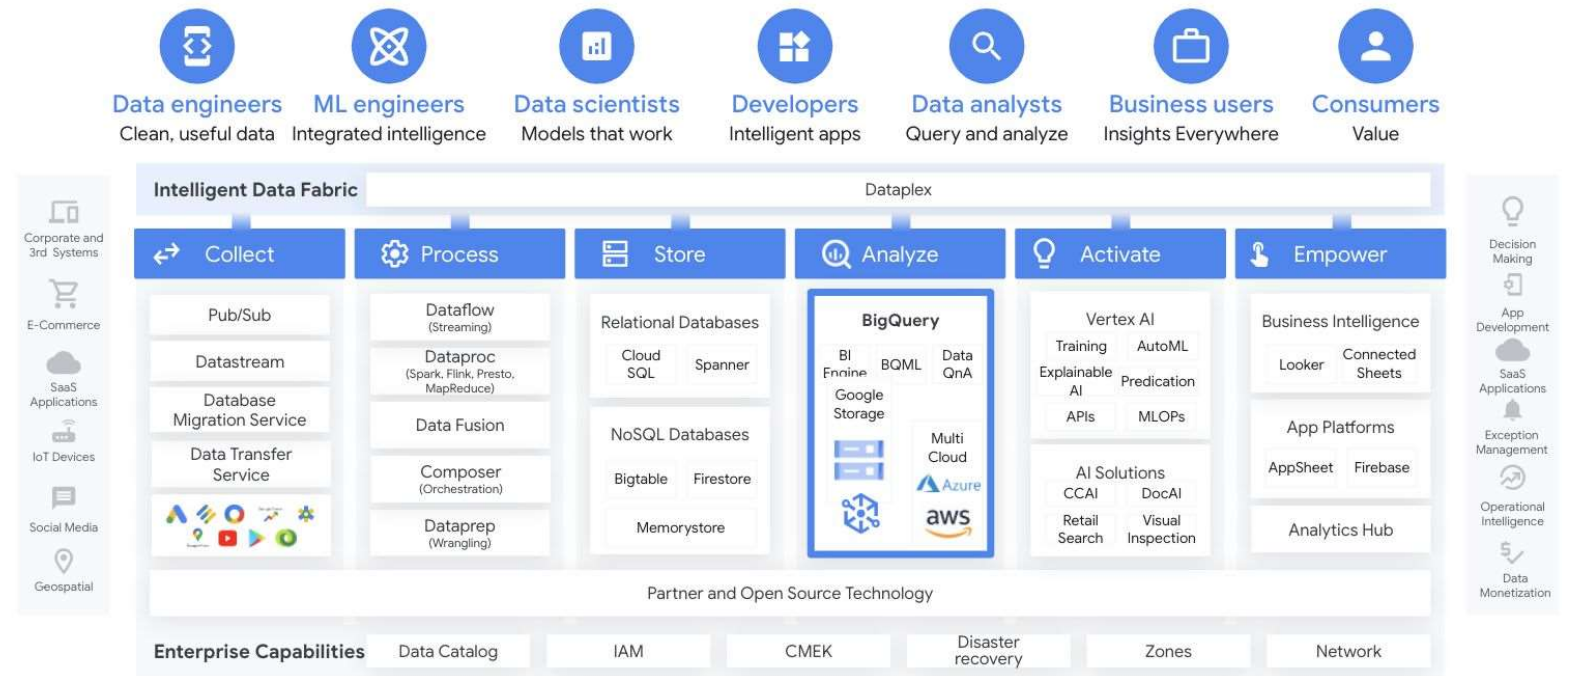 Data engineers
Clean, useful data
ML engineers
Integrated intelligence
Data scientists
Models that work
Developers
Intelligent apps
Data analysts
Query and analyze
Business users
Insights Everywhere
Consumers
Value
Corporate and
3rd Systems
E-Commerce
SaaS
Applications
IoT Devices
Social Media
Geospatial
Intelligent Data Fabric
Dataplex
Collect
Pub/Sub
Datastream
Database
Migration Service
Data Transfer
Service
Process
Dataflow
(Streaming)
Dataproc
(Spark, Flink, Presto,
MapReduce)
Data Fusion
Composer
(Orchestration)
Dataprep
(Wrangling)
Store
Relational Databases
Cloud
SQL
Spanner
NoSQL Databases
Bigtable
Firestore
Memorystore
Analyze
BigQuery
BI
Engine
BQML
Data
QnA
Google
Storage
Multi
Cloud
Azure
aws
Activate
Vertex AI
Training
AutoML
Explainable
AI
Predication
APIs
MLOPs
AI Solutions
CCAI
DocAI
Retail
Search
Visual
Inspection
Empower
Business Intelligence
Looker
Connected
Sheets
App Platforms
AppSheet
Firebase
Analytics Hub
Partner and Open Source Technology
Enterprise Capabilities
Data Catalog
IAM
CMEK
Disaster
recovery
Zones
Network
Decision
Making
App
Development
SaaS
Applications
Exception
Management
Operational
Intelligence
Data
Monetization